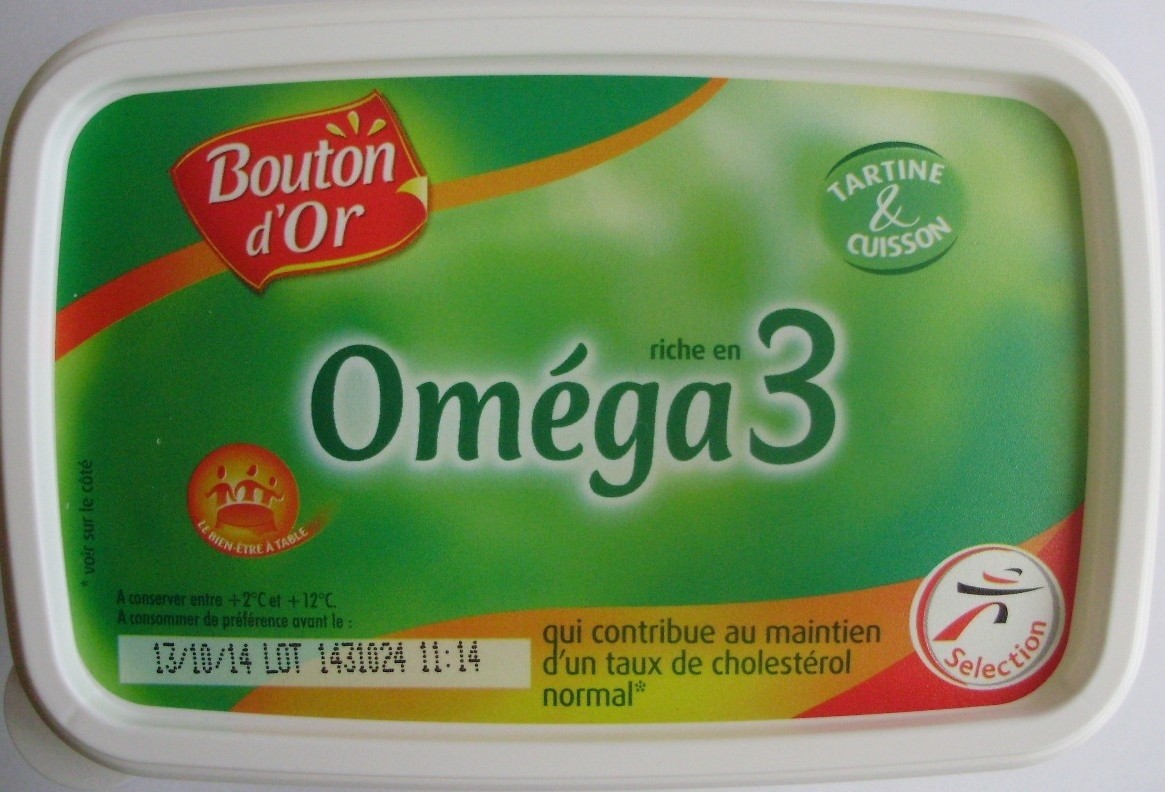 Bouton
d'Or
TARTINE
&
CUISSON
riche en
Oméga 3
* voir sur le côté
LE BIEN-ÊTRE À TABLE
A conserver entre +2°C et +12°C.
A consommer de préférence avant le :
13/10/14 LOT 1431024 11:14
qui contribue au maintien
d'un taux de cholestérol
normal*
Selection